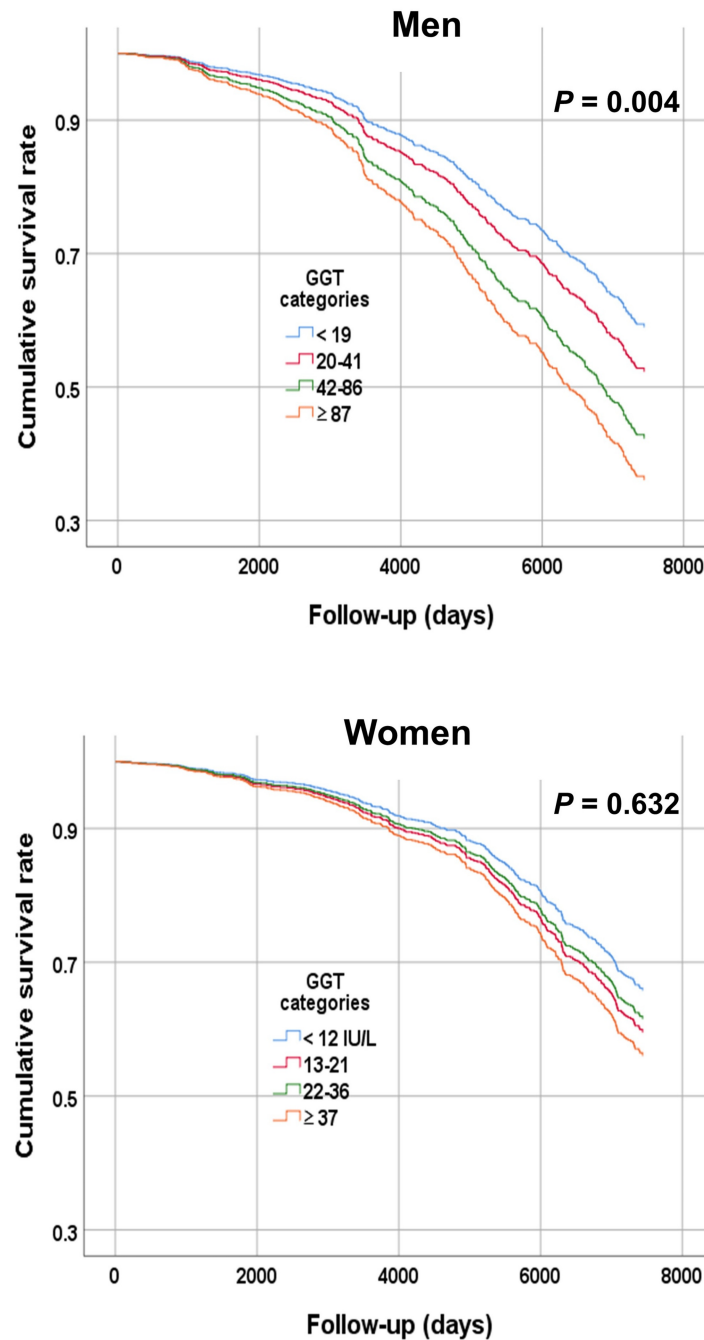 Men
P = 0.004
Cumulative survival rate
0.9
0.7
0.5
0.3
GGT
categories
< 19
20-41
42-86
≥ 87
0 2000 4000 6000 8000
Follow-up (days)
Women
P = 0.632
Cumulative survival rate
0.9
0.7
0.5
0.3
GGT
categories
< 12 IU/L
13-21
22-36
≥ 37
0 2000 4000 6000 8000
Follow-up (days)